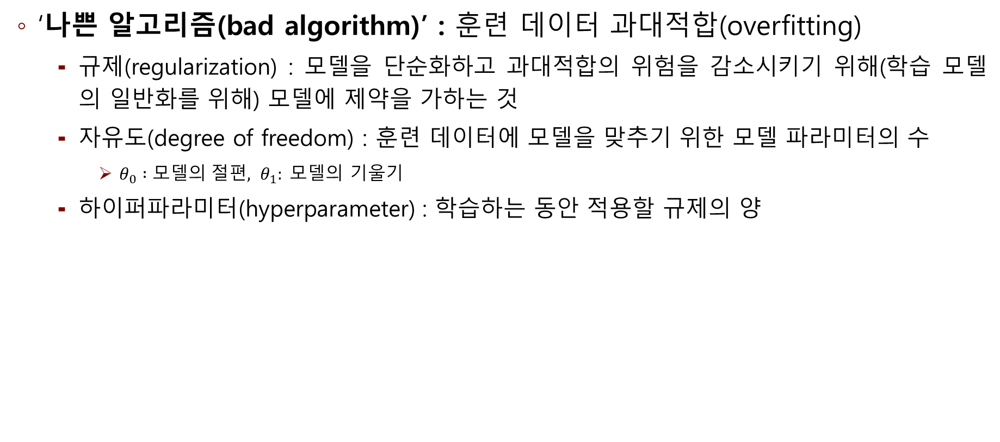 ◦ ‘나쁜 알고리즘(bad algorithm)’ : 훈련 데이터 과대적합(overfitting)
- 규제(regularization) : 모델을 단순화하고 과대적합의 위험을 감소시키기 위해(학습 모델
의 일반화를 위해) 모델에 제약을 가하는 것
- 자유도(degree of freedom) : 훈련 데이터에 모델을 맞추기 위한 모델 파라미터의 수
➢ θ₀ : 모델의 절편, θ₁: 모델의 기울기
- 하이퍼파라미터(hyperparameter) : 학습하는 동안 적용할 규제의 양